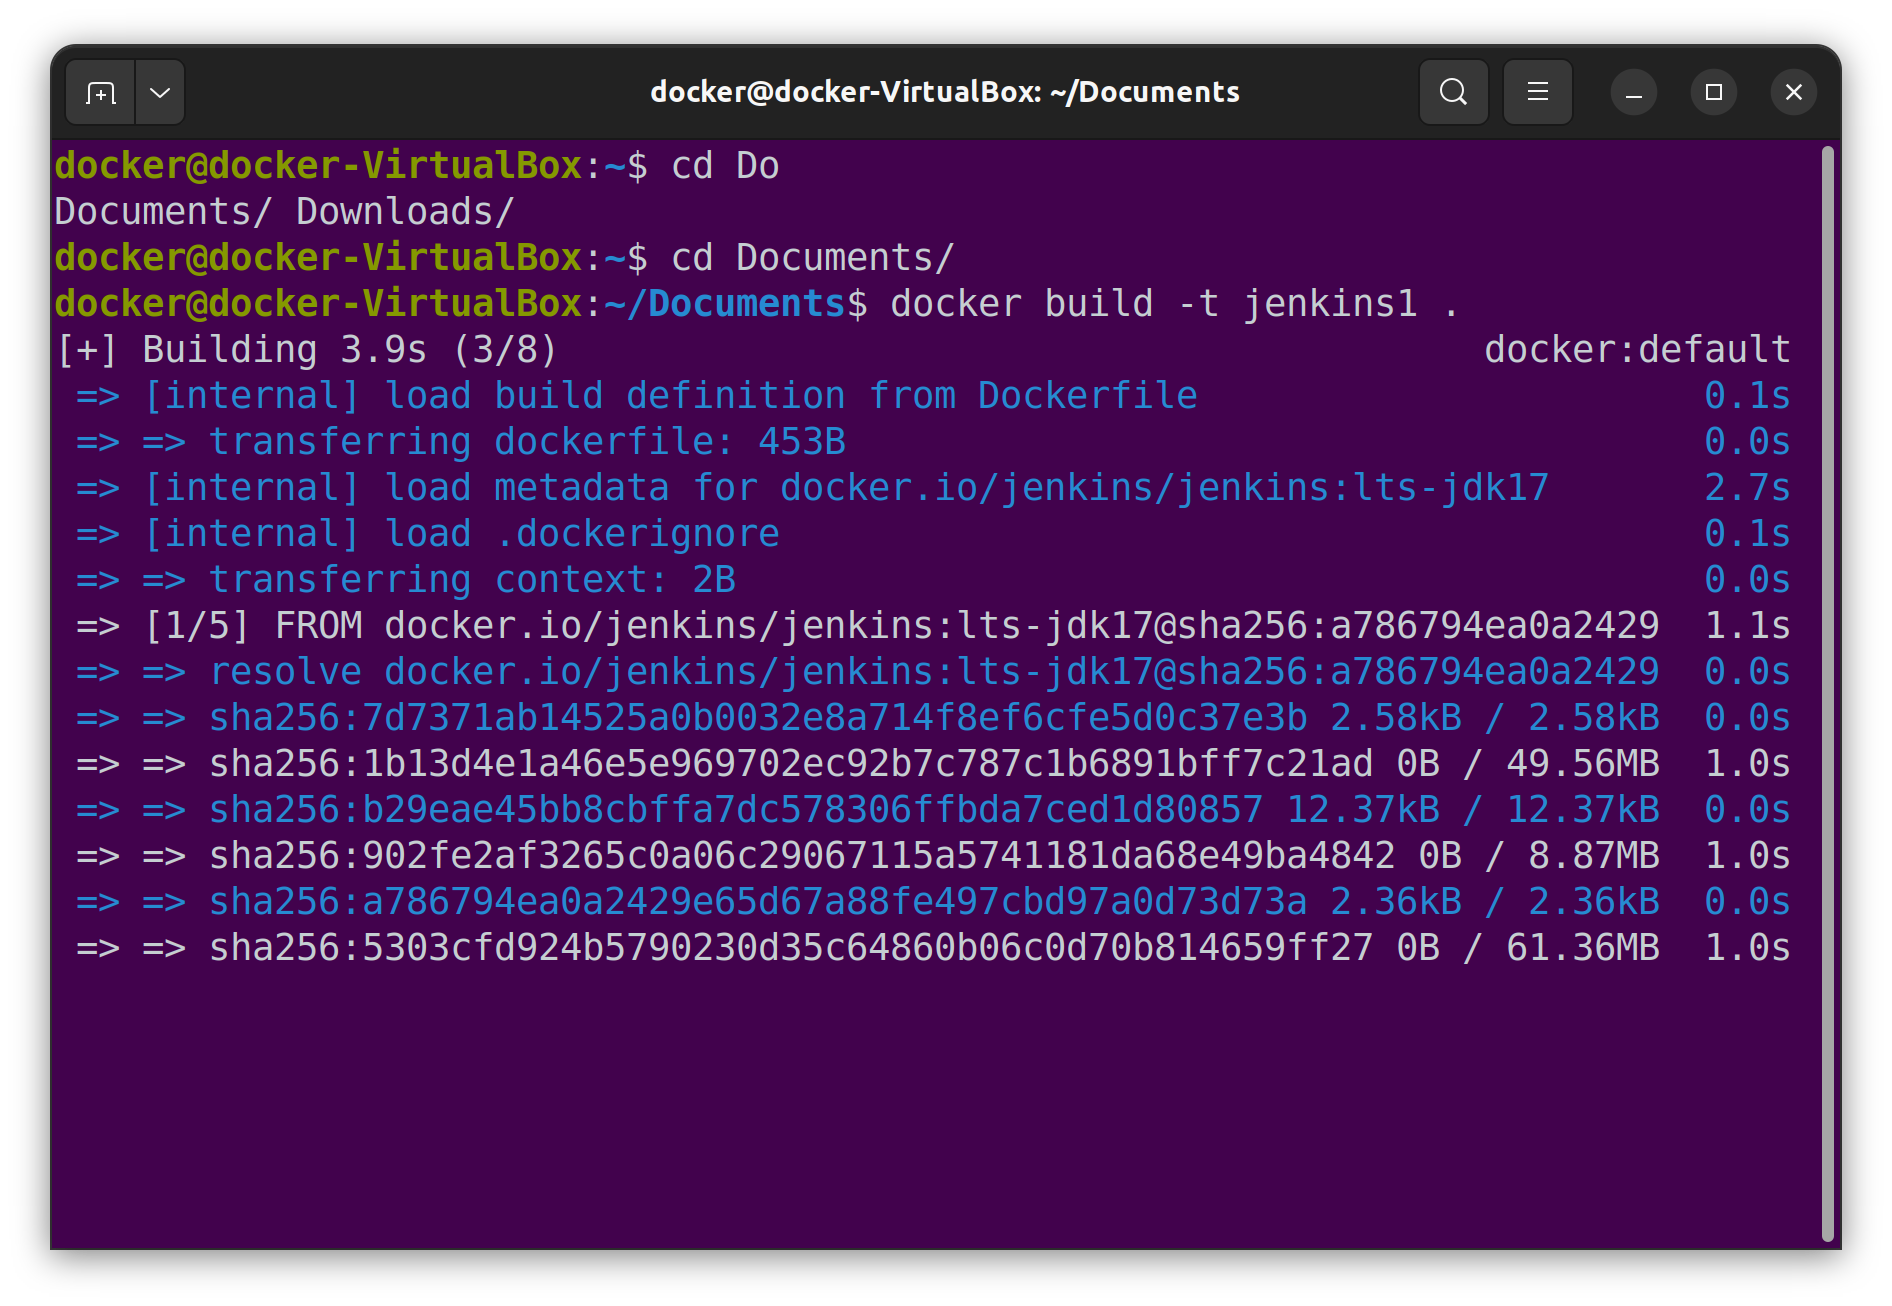 docker@docker-VirtualBox: ~/Documents
docker@docker-VirtualBox:~$ cd Do
Documents/ Downloads/
docker@docker-VirtualBox:~$ cd Documents/
docker@docker-VirtualBox:~/Documents$ docker build -t jenkins1 .
[+] Building 3.9s (3/8) docker:default
=> [internal] load build definition from Dockerfile 0.1s
=> => transferring dockerfile: 453B 0.0s
=> [internal] load metadata for docker.io/jenkins/jenkins:lts-jdk17 2.7s
=> [internal] load .dockerignore 0.1s
=> => transferring context: 2B 0.0s
=> [1/5] FROM docker.io/jenkins/jenkins:lts-jdk17@sha256:a786794ea0a2429 1.1s
=> => resolve docker.io/jenkins/jenkins:lts-jdk17@sha256:a786794ea0a2429 0.0s
=> => sha256:7d7371ab14525a0b0032e8a714f8ef6cfe5d0c37e3b 2.58kB / 2.58kB 0.0s
=> => sha256:1b13d4e1a46e5e969702ec92b7c787c1b6891bff7c21ad 0B / 49.56MB 1.0s
=> => sha256:b29eae45bb8cbffa7dc578306ffbda7ced1d80857 12.37kB / 12.37kB 0.0s
=> => sha256:902fe2af3265c0a06c29067115a5741181da68e49ba4842 0B / 8.87MB 1.0s
=> => sha256:a786794ea0a2429e65d67a88fe497cbd97a0d73d73a 2.36kB / 2.36kB 0.0s
=> => sha256:5303cfd924b5790230d35c64860b06c0d70b814659ff27 0B / 61.36MB 1.0s